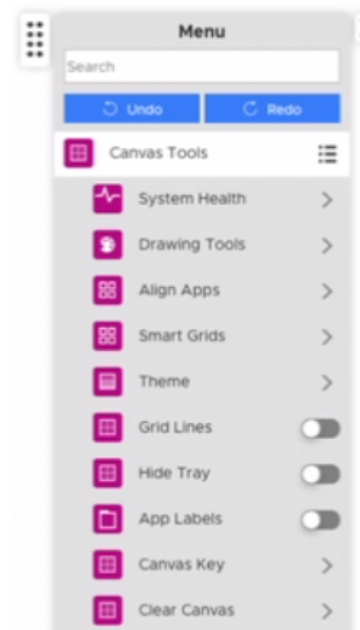 Menu
Search
Undo Redo
Canvas Tools
System Health
Drawing Tools
Align Apps
Smart Grids
Theme
Grid Lines
Hide Tray
App Labels
Canvas Key
Clear Canvas